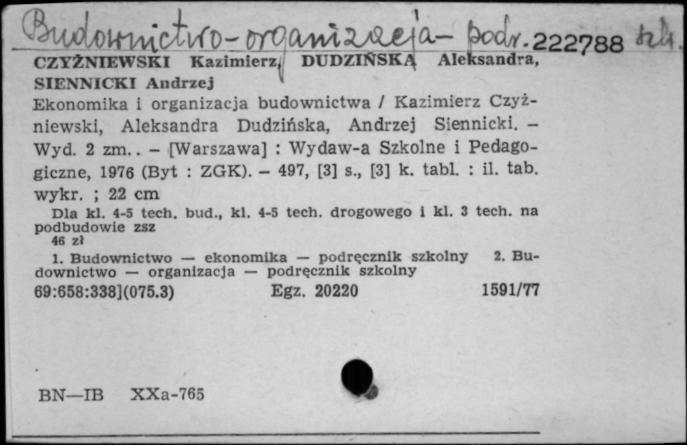 Budownictwo - organizacja - podr. szk.
222788
CZYŻNIEWSKI Kazimierz, DUDZIŃSKA Aleksandra,
SIENNICKI Andrzej
Ekonomika i organizacja budownictwa / Kazimierz Czyż-
niewski, Aleksandra Dudzińska, Andrzej Siennicki. —
Wyd. 2 zm.. — [Warszawa] : Wydaw-a Szkolne i Pedago-
giczne, 1976 (Byt : ZGK). — 497, [3] s., [3] k. tabl. : il. tab.
wykr. ; 22 cm
Dla kl. 4-5 tech. bud., kl. 4-5 tech. drogowego i kl. 3 tech. na
podbudowie zsz
46 zł
1. Budownictwo — ekonomika — podręcznik szkolny 2. Bu-
downictwo — organizacja — podręcznik szkolny
69:658:338](075.3) Egz. 20220 1591/77
BN—IB XXa-765